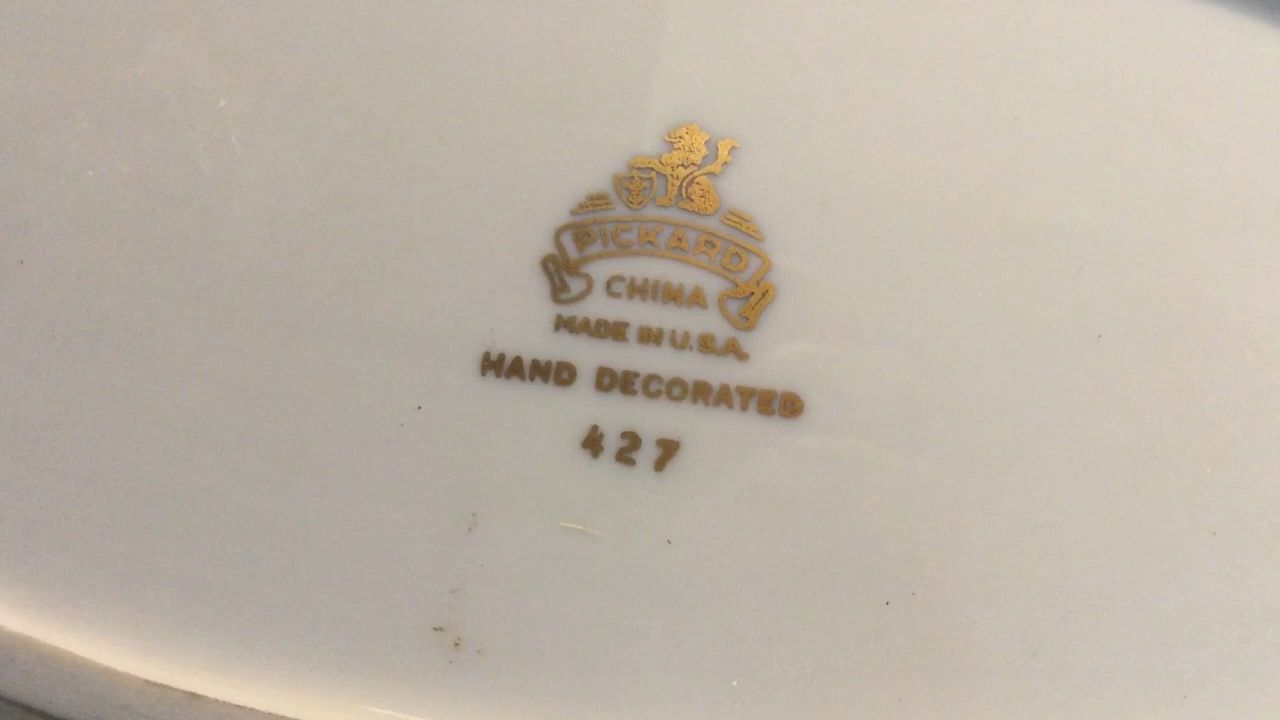 PICKARD
CHINA
MADE IN U.S.A.
HAND DECORATED
427